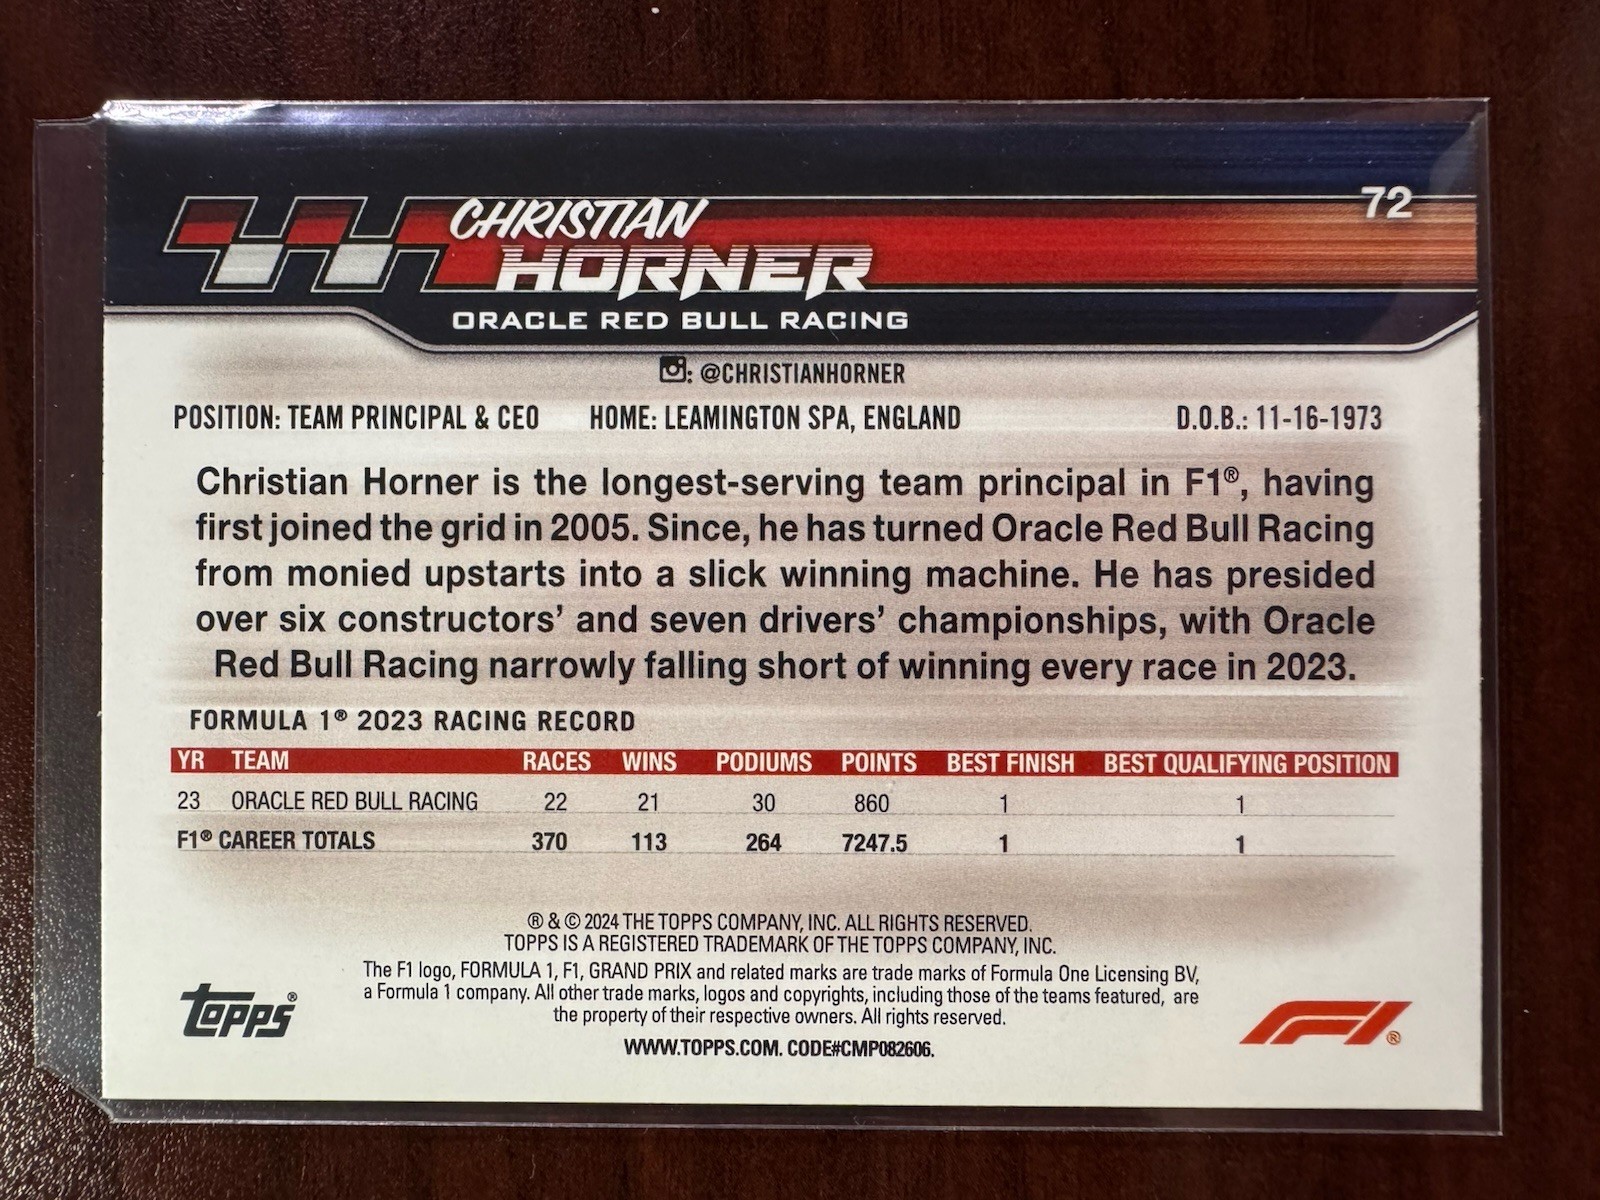 72
CHRISTIAN
HORNER
ORACLE RED BULL RACING
: @CHRISTIANHORNER
POSITION: TEAM PRINCIPAL & CEO HOME: LEAMINGTON SPA, ENGLAND D.O.B.: 11-16-1973
Christian Horner is the longest-serving team principal in F1®, having
first joined the grid in 2005. Since, he has turned Oracle Red Bull Racing
from monied upstarts into a slick winning machine. He has presided
over six constructors’ and seven drivers’ championships, with Oracle
Red Bull Racing narrowly falling short of winning every race in 2023.
FORMULA 1® 2023 RACING RECORD
YR TEAM RACES WINS PODIUMS POINTS BEST FINISH BEST QUALIFYING POSITION
23 ORACLE RED BULL RACING 22 21 30 860 1 1
F1® CAREER TOTALS 370 113 264 7247.5 1 1
® & © 2024 THE TOPPS COMPANY, INC. ALL RIGHTS RESERVED.
TOPPS IS A REGISTERED TRADEMARK OF THE TOPPS COMPANY, INC.
The F1 logo, FORMULA 1, F1, GRAND PRIX and related marks are trade marks of Formula One Licensing BV,
a Formula 1 company. All other trade marks, logos and copyrights, including those of the teams featured, are
the property of their respective owners. All rights reserved.
WWW.TOPPS.COM. CODE#CMP082606.
topps®
F1®